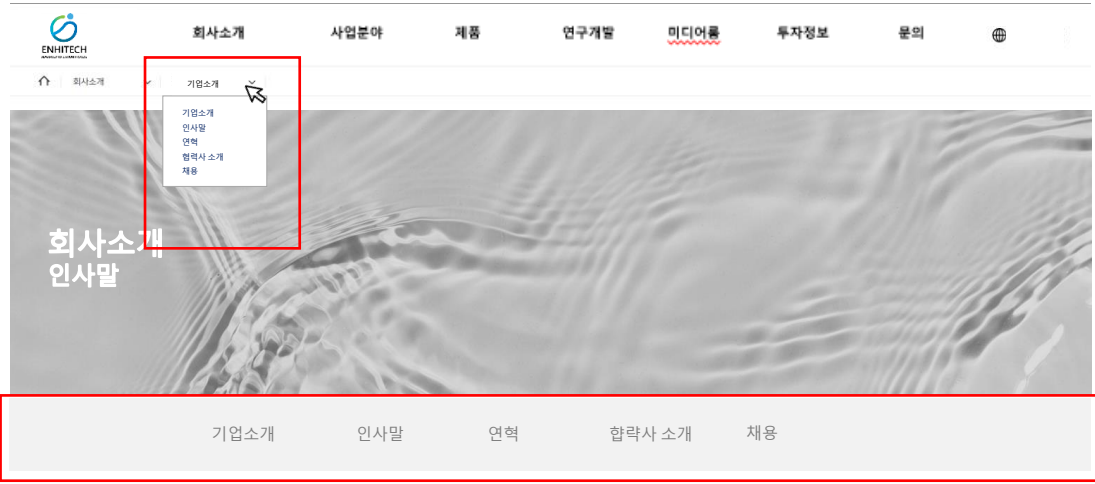 ENHITECH
회사소개 사업분야 제품 연구개발 미디어룸 투자정보 문의
회사소개 기업소개
기업소개
인사말
연혁
협력사 소개
채용
회사소개
인사말
기업소개 인사말 연혁 햡략사 소개 채용